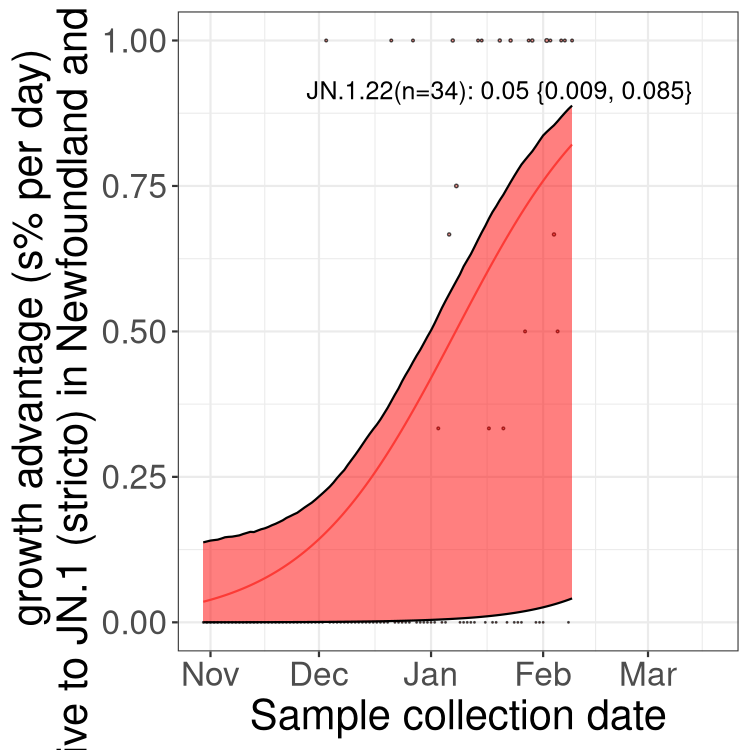 growth advantage (s% per day)
ive to JN.1 (stricto) in Newfoundland and
1.00
0.75
0.50
0.25
0.00
JN.1.22(n=34): 0.05 {0.009, 0.085}
Nov Dec Jan Feb Mar
Sample collection date